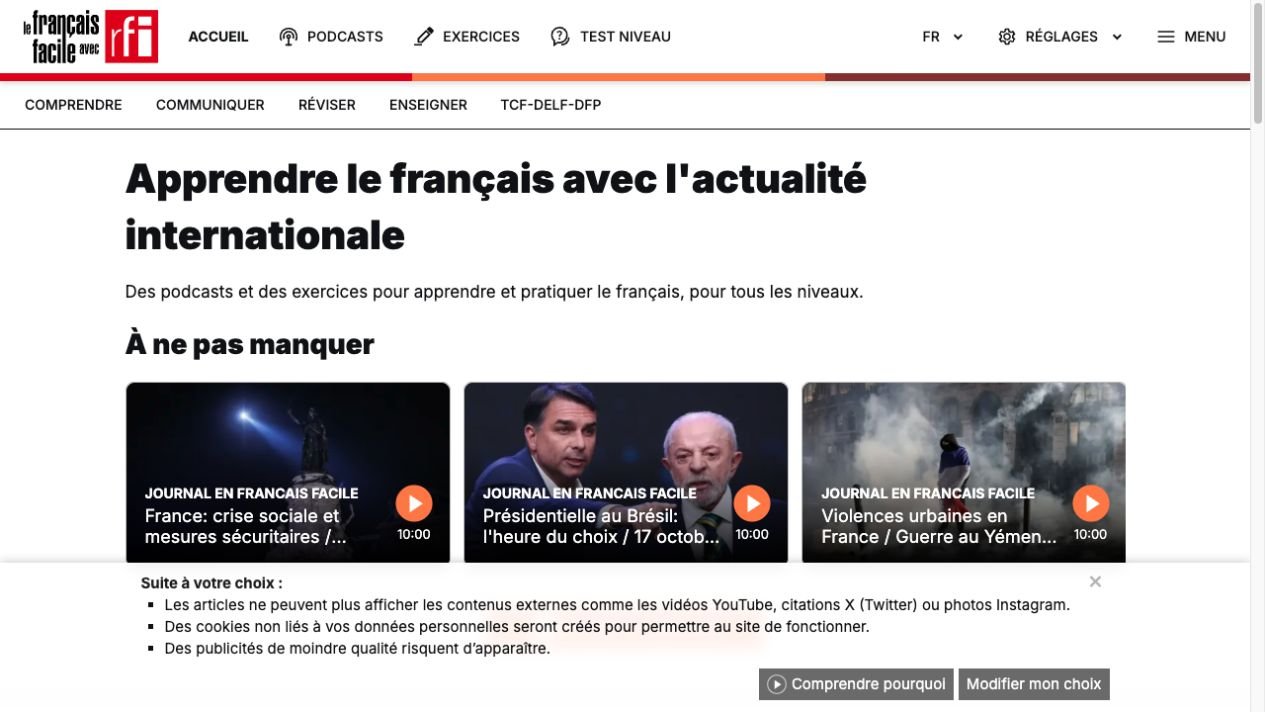 le français
facile avec
rfi
ACCUEIL
PODCASTS
EXERCICES
TEST NIVEAU
FR
RÉGLAGES
MENU
COMPRENDRE
COMMUNIQUER
RÉVISER
ENSEIGNER
TCF-DELF-DFP
Apprendre le français avec l'actualité
internationale
Des podcasts et des exercices pour apprendre et pratiquer le français, pour tous les niveaux.
À ne pas manquer
JOURNAL EN FRANCAIS FACILE
France: crise sociale et
mesures sécuritaires /...
10:00
JOURNAL EN FRANCAIS FACILE
Présidentielle au Brésil:
l'heure du choix / 17 octob...
10:00
JOURNAL EN FRANCAIS FACILE
Violences urbaines en
France / Guerre au Yémen...
10:00
Suite à votre choix :
Les articles ne peuvent plus afficher les contenus externes comme les vidéos YouTube, citations X (Twitter) ou photos Instagram.
Des cookies non liés à vos données personnelles seront créés pour permettre au site de fonctionner.
Des publicités de moindre qualité risquent d’apparaître.
Comprendre pourquoi
Modifier mon choix